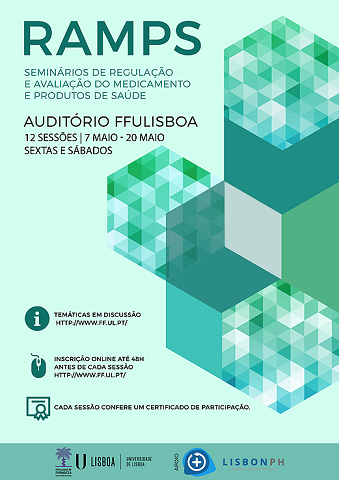 RAMPS
SEMINÁRIOS DE REGULAÇÃO
E AVALIAÇÃO DO MEDICAMENTO
E PRODUTOS DE SAÚDE
AUDITÓRIO FFULISBOA
12 SESSÕES | 7 MAIO - 20 MAIO
SEXTAS E SÁBADOS
TEMÁTICAS EM DISCUSSÃO
HTTP://WWW.FF.UL.PT/
INSCRIÇÃO ONLINE ATÉ 48H
ANTES DE CADA SESSÃO
HTTP://WWW.FF.UL.PT/
CADA SESSÃO CONFERE UM CERTIFICADO DE PARTICIPAÇÃO.
FARMÁCIA
LISBOA
UNIVERSIDADE
DE LISBOA
APOIO
LISBONPH